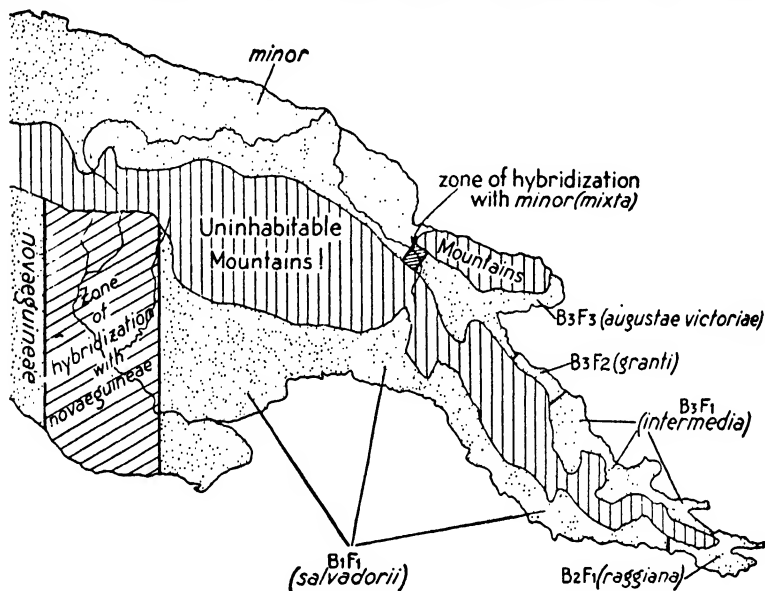 minor
zone of hybridization
with minor (mixta)
Uninhabitable
Mountains!
Mountains
novaeguineae
Zone
of
hybridization
with
novaeguineae
B3F3 (augustae victoriae)
B3F2 (granti)
B3F1
(intermedia)
B1F1
(salvadorii)
B2F1 (raggiana)